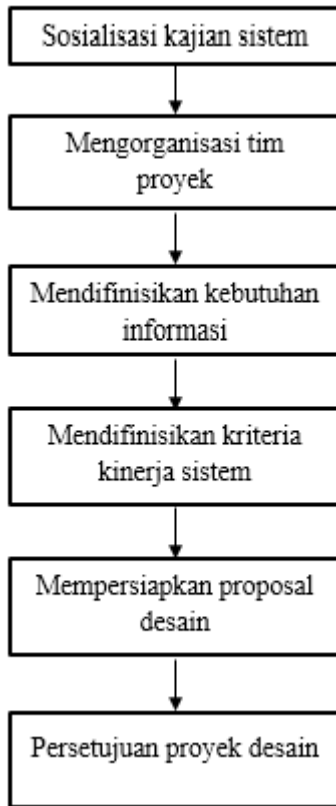 Sosialisasi kajian sistem
Mengorganisasi tim
proyek
Mendifinisikan kebutuhan
informasi
Mendifinisikan kriteria
kinerja sistem
Mempersiapkan proposal
desain
Persetujuan proyek desain